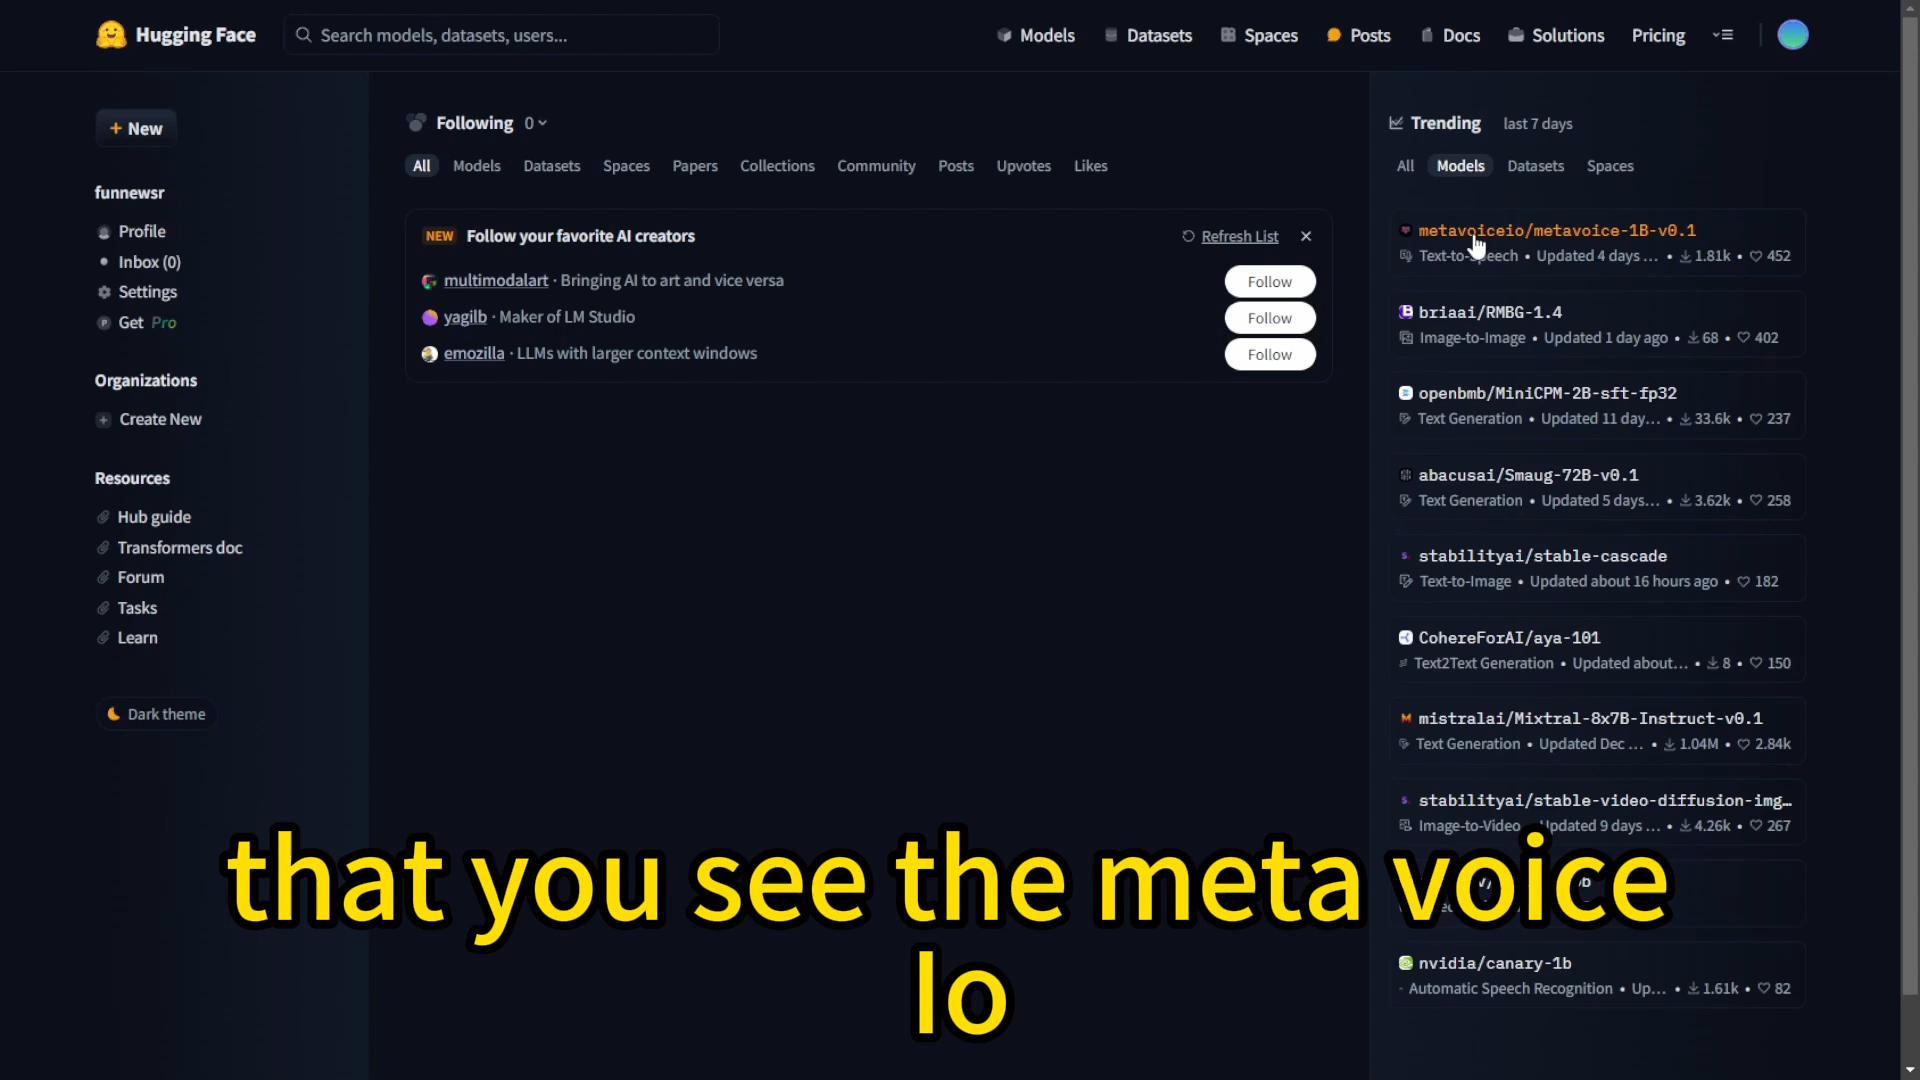 Hugging Face
Search models, datasets, users...
Models
Datasets
Spaces
Posts
Docs
Solutions
Pricing
+ New
funnewsr
Profile
Inbox (0)
Settings
Get Pro
Organizations
Create New
Resources
Hub guide
Transformers doc
Forum
Tasks
Learn
Dark theme
Following 0
All Models Datasets Spaces Papers Collections Community Posts Upvotes Likes
NEW Follow your favorite AI creators
Refresh List
multimodalart · Bringing AI to art and vice versa
Follow
yagilb · Maker of LM Studio
Follow
emozilla · LLMs with larger context windows
Follow
Trending last 7 days
All Models Datasets Spaces
metavoiceio/metavoice-1B-v0.1
Text-to-Speech • Updated 4 days ... • 1.81k • 452
briaai/RMBG-1.4
Image-to-Image • Updated 1 day ago • 68 • 402
openbmb/MiniCPM-2B-sft-fp32
Text Generation • Updated 11 day... • 33.6k • 237
abacusai/Smaug-72B-v0.1
Text Generation • Updated 5 days... • 3.62k • 258
stabilityai/stable-cascade
Text-to-Image • Updated about 16 hours ago • 182
CohereForAI/aya-101
Text2Text Generation • Updated about... • 8 • 150
mistralai/Mixtral-8x7B-Instruct-v0.1
Text Generation • Updated Dec ... • 1.04M • 2.84k
stabilityai/stable-video-diffusion-img...
Image-to-Video • Updated 9 days ... • 4.26k • 267
nvidia/canary-1b
Automatic Speech Recognition • Up... • 1.61k • 82
that you see the meta voice
lo